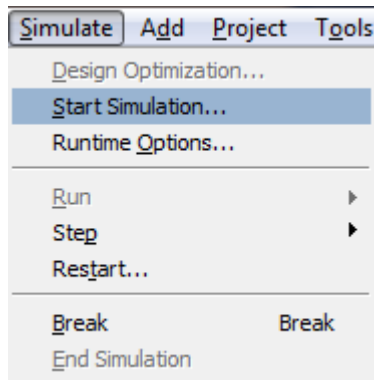 Simulate Add Project Tools
Design Optimization...
Start Simulation...
Runtime Options...
Run
Step
Restart...
Break Break
End Simulation